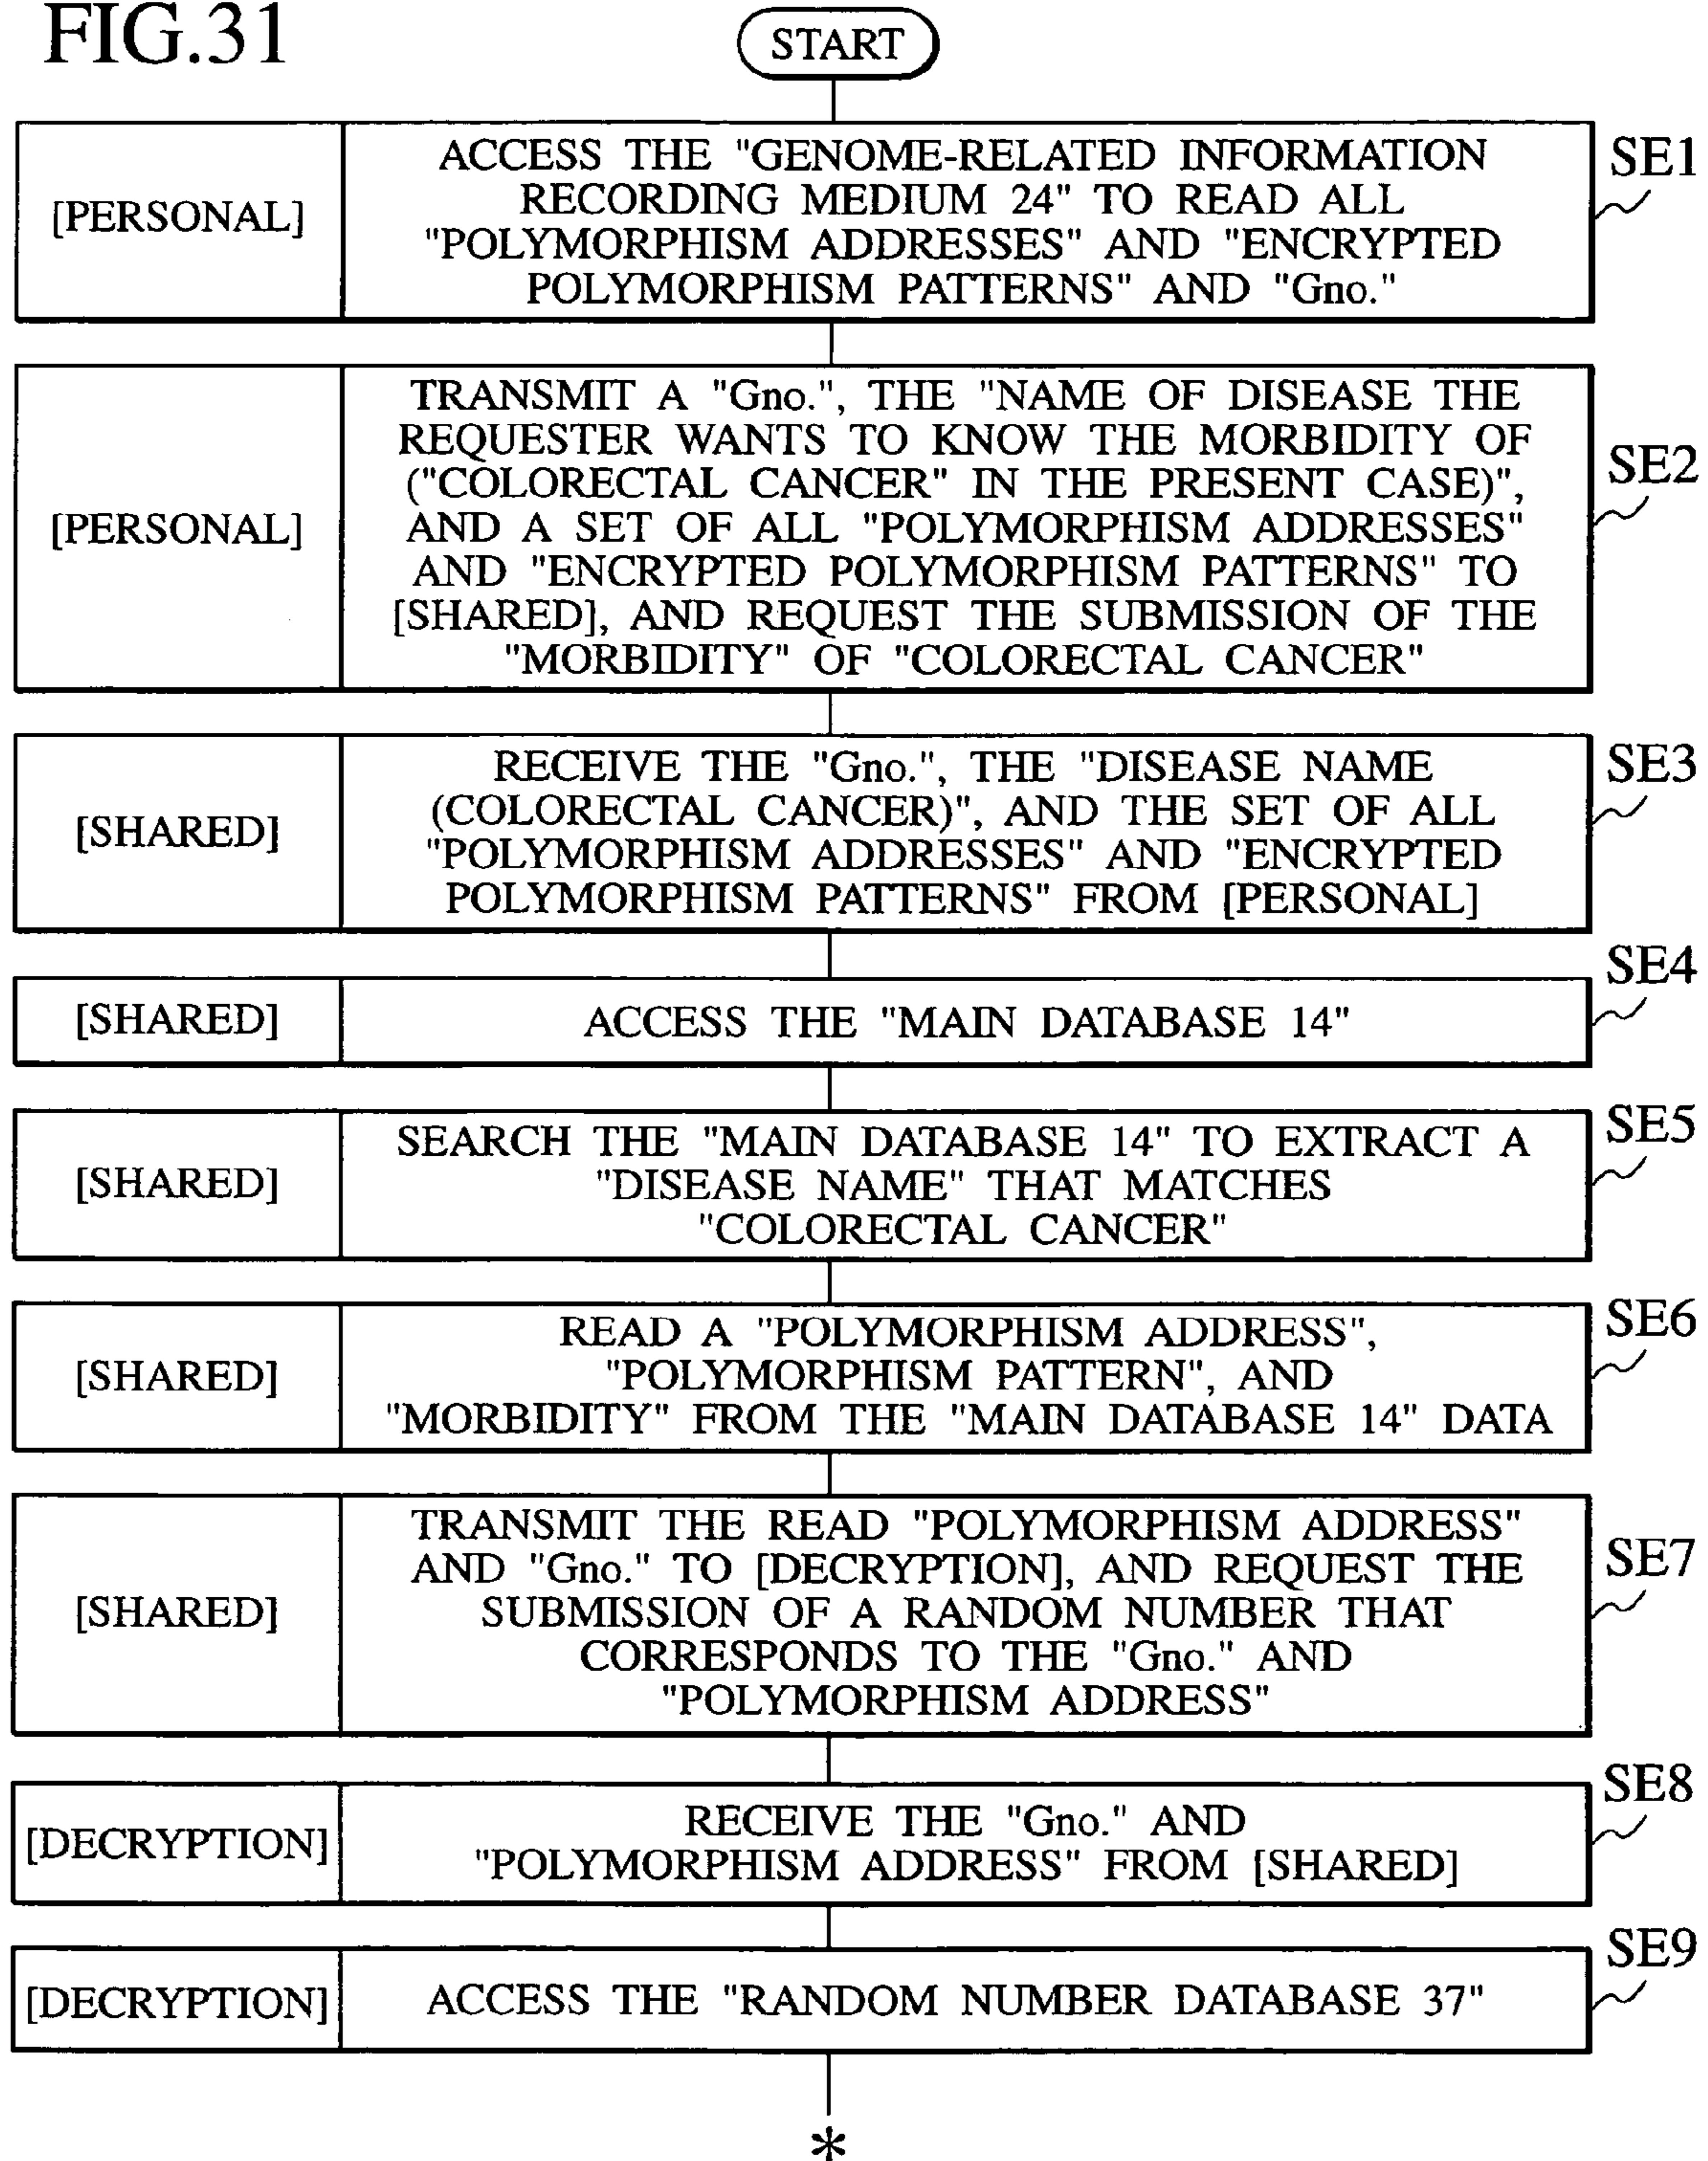 FIG.31
START
[PERSONAL]
ACCESS THE "GENOME-RELATED INFORMATION
RECORDING MEDIUM 24" TO READ ALL
"POLYMORPHISM ADDRESSES" AND "ENCRYPTED
POLYMORPHISM PATTERNS" AND "Gno."
SE1
[PERSONAL]
TRANSMIT A "Gno.", THE "NAME OF DISEASE THE
REQUESTER WANTS TO KNOW THE MORBIDITY OF
("COLORECTAL CANCER" IN THE PRESENT CASE)",
AND A SET OF ALL "POLYMORPHISM ADDRESSES"
AND "ENCRYPTED POLYMORPHISM PATTERNS" TO
[SHARED], AND REQUEST THE SUBMISSION OF THE
"MORBIDITY" OF "COLORECTAL CANCER"
SE2
[SHARED]
RECEIVE THE "Gno.", THE "DISEASE NAME
(COLORECTAL CANCER)", AND THE SET OF ALL
"POLYMORPHISM ADDRESSES" AND "ENCRYPTED
POLYMORPHISM PATTERNS" FROM [PERSONAL]
SE3
[SHARED]
ACCESS THE "MAIN DATABASE 14"
SE4
[SHARED]
SEARCH THE "MAIN DATABASE 14" TO EXTRACT A
"DISEASE NAME" THAT MATCHES
"COLORECTAL CANCER"
SE5
[SHARED]
READ A "POLYMORPHISM ADDRESS",
"POLYMORPHISM PATTERN", AND
"MORBIDITY" FROM THE "MAIN DATABASE 14" DATA
SE6
[SHARED]
TRANSMIT THE READ "POLYMORPHISM ADDRESS"
AND "Gno." TO [DECRYPTION], AND REQUEST THE
SUBMISSION OF A RANDOM NUMBER THAT
CORRESPONDS TO THE "Gno." AND
"POLYMORPHISM ADDRESS"
SE7
[DECRYPTION]
RECEIVE THE "Gno." AND
"POLYMORPHISM ADDRESS" FROM [SHARED]
SE8
[DECRYPTION]
ACCESS THE "RANDOM NUMBER DATABASE 37"
SE9
*